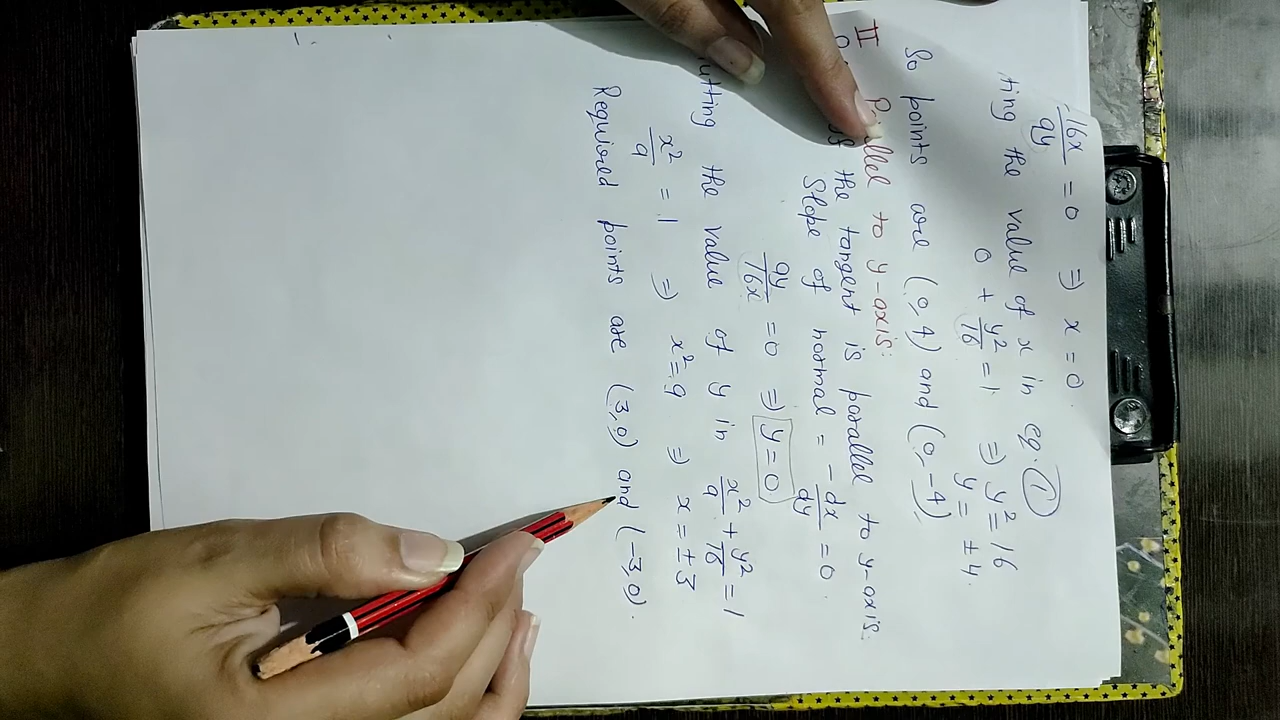 -16x/9y = 0 ⇒ x = 0.
ting the value of x in eq. (1)
0 + y²/16 = 1 ⇒ y² = 16
y = ±4.
So points are (0, 4) and (0, -4)
II Parallel to y-axis:
the tangent is parallel to y-axis:
Slope of normal = -dx/dy = 0.
9y/16x = 0 ⇒ y = 0
utting the value of y in x²/9 + y²/16 = 1
x²/9 = 1 ⇒ x² = 9 ⇒ x = ±3
Required points are (3, 0) and (-3, 0).